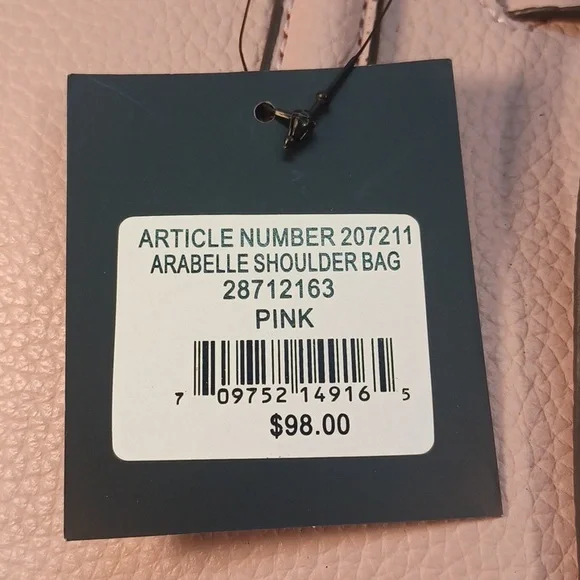 ARTICLE NUMBER 207211
ARABELLE SHOULDER BAG
28712163
PINK
7 09752 14916 5
$98.00